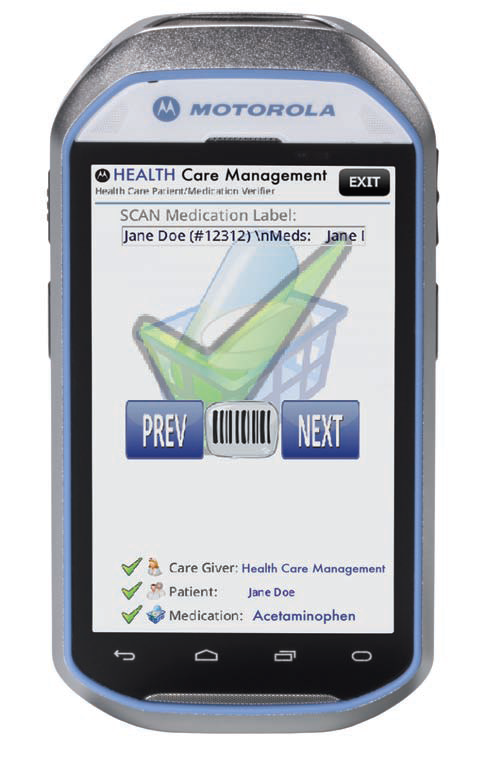 MOTOROLA
HEALTH Care Management
EXIT
Health Care Patient/Medication Verifier
SCAN Medication Label:
Jane Doe (#12312) \nMeds: Jane
PREV
NEXT
Care Giver: Health Care Management
Patient: Jane Doe
Medication: Acetaminophen